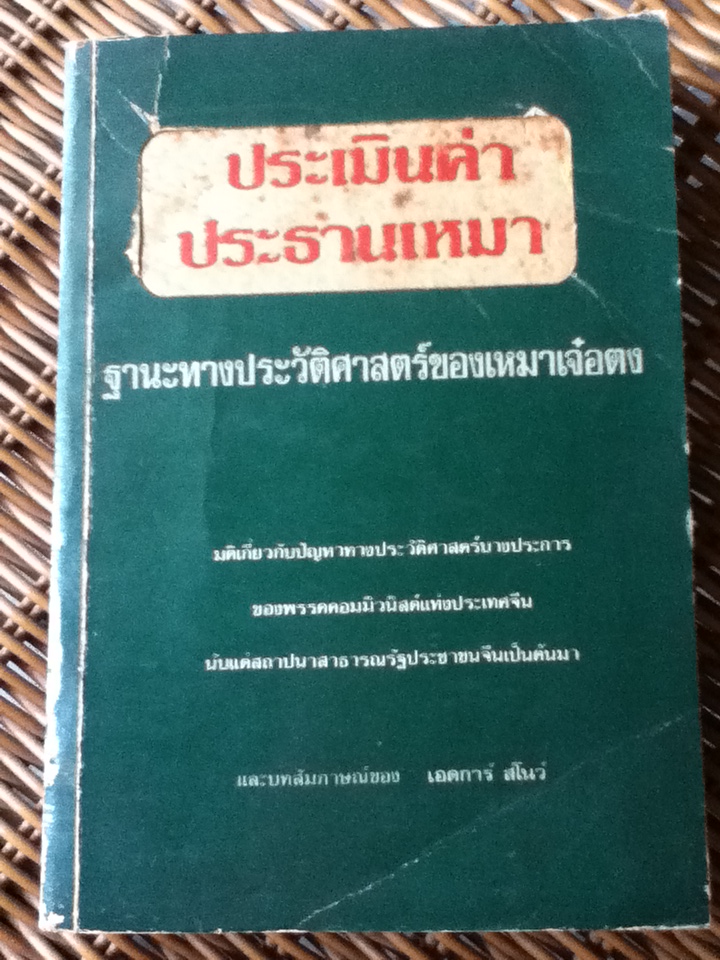 ประเมินค่า
ประธานเหมา
ฐานะทางประวัติศาสตร์ของเหมาเจ๋อตง
มติเกี่ยวกับปัญหาทางประวัติศาสตร์บางประการ
ของพรรคคอมมิวนิสต์แห่งประเทศจีน
นับแต่สถาปนาสาธารณรัฐประชาชนจีนเป็นต้นมา
และบทสัมภาษณ์ของ เอดการ์ สโนว์